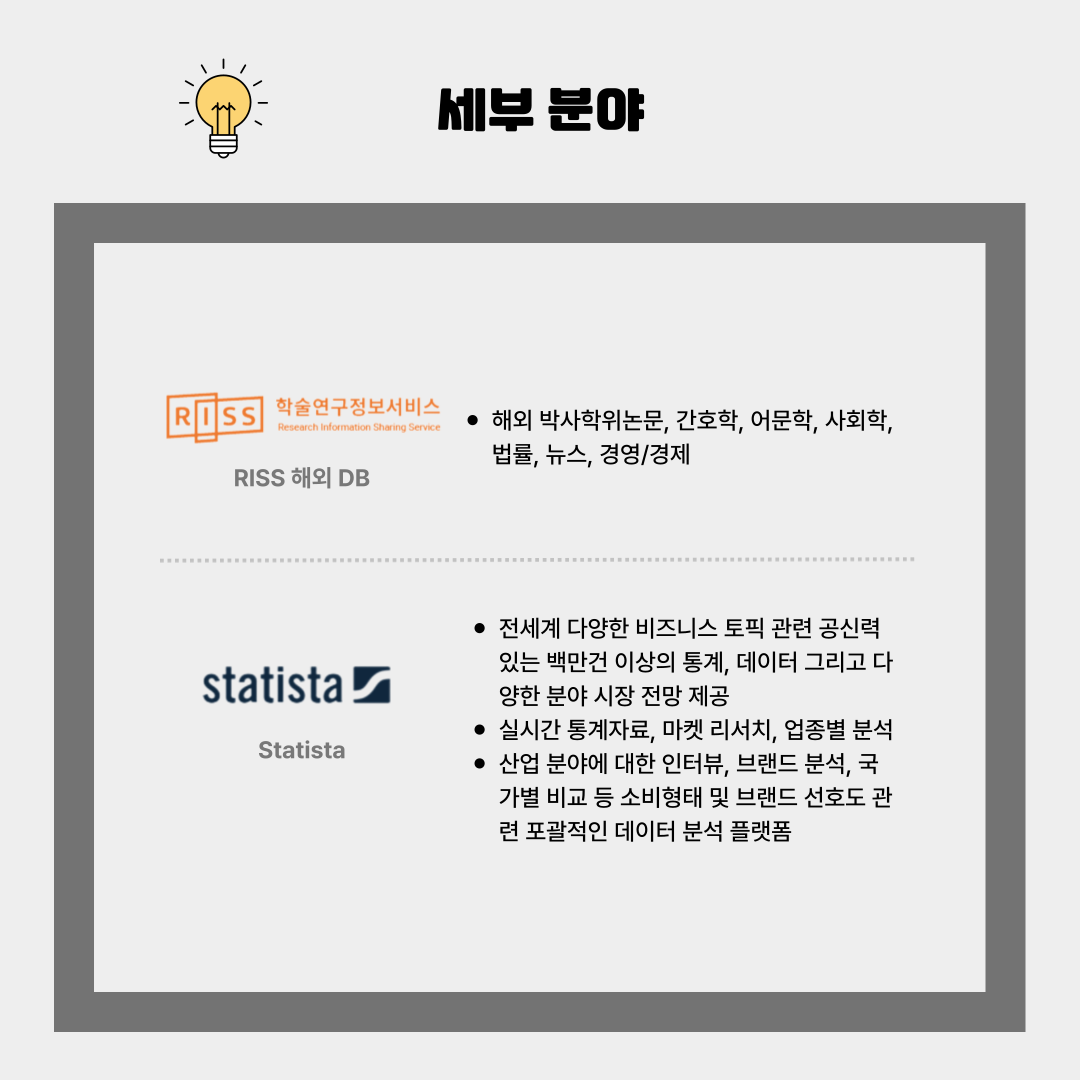 세부 분야
RISS 학술연구정보서비스
Research Information Sharing Service
RISS 해외 DB
해외 박사학위논문, 간호학, 어문학, 사회학,
법률, 뉴스, 경영/경제
statista
Statista
전세계 다양한 비즈니스 토픽 관련 공신력
있는 백만건 이상의 통계, 데이터 그리고 다
양한 분야 시장 전망 제공
실시간 통계자료, 마켓 리서치, 업종별 분석
산업 분야에 대한 인터뷰, 브랜드 분석, 국
가별 비교 등 소비형태 및 브랜드 선호도 관
련 포괄적인 데이터 분석 플랫폼